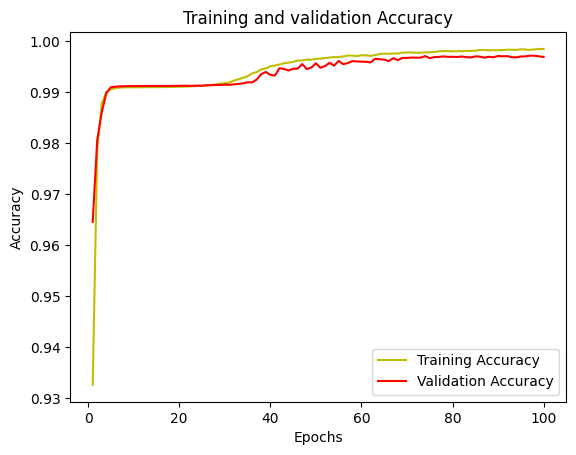 Training and validation Accuracy
1.00
0.99
0.98
0.97
0.96
0.95
0.94
0.93
Accuracy
Training Accuracy
Validation Accuracy
0
20
40
60
80
100
Epochs